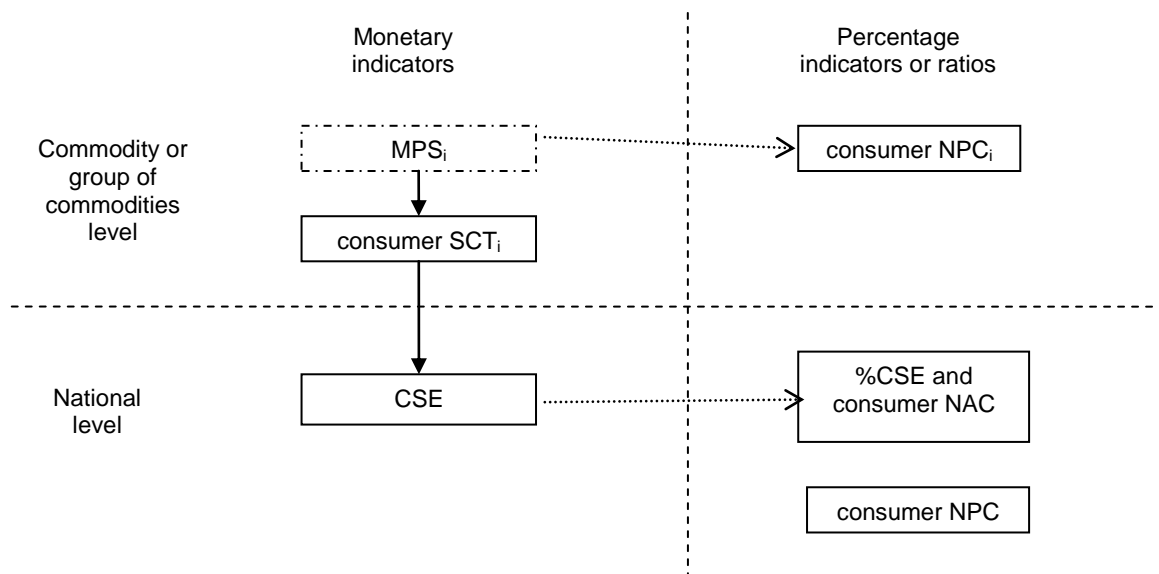 Monetary
indicators
Percentage
indicators or ratios
Commodity or
group of
commodities
level
MPSi
consumer NPCi
consumer SCTi
National
level
CSE
%CSE and
consumer NAC
consumer NPC